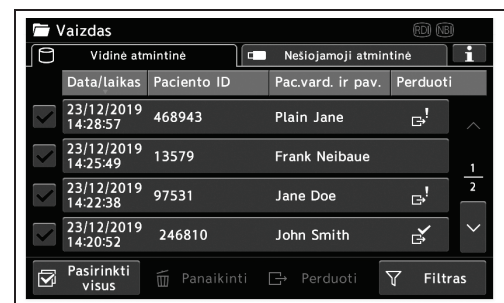 Vaizdas RDI NBI
Vidinė atmintinė Nešiojamoji atmintinė i
Data/laikas Paciento ID Pac.vard. ir pav. Perduoti
23/12/2019
14:28:57 468943 Plain Jane !
23/12/2019
14:25:49 13579 Frank Neibaue
23/12/2019
14:22:38 97531 Jane Doe !
23/12/2019
14:20:52 246810 John Smith
1
2
Pasirinkti
visus Panaikinti Perduoti Filtras